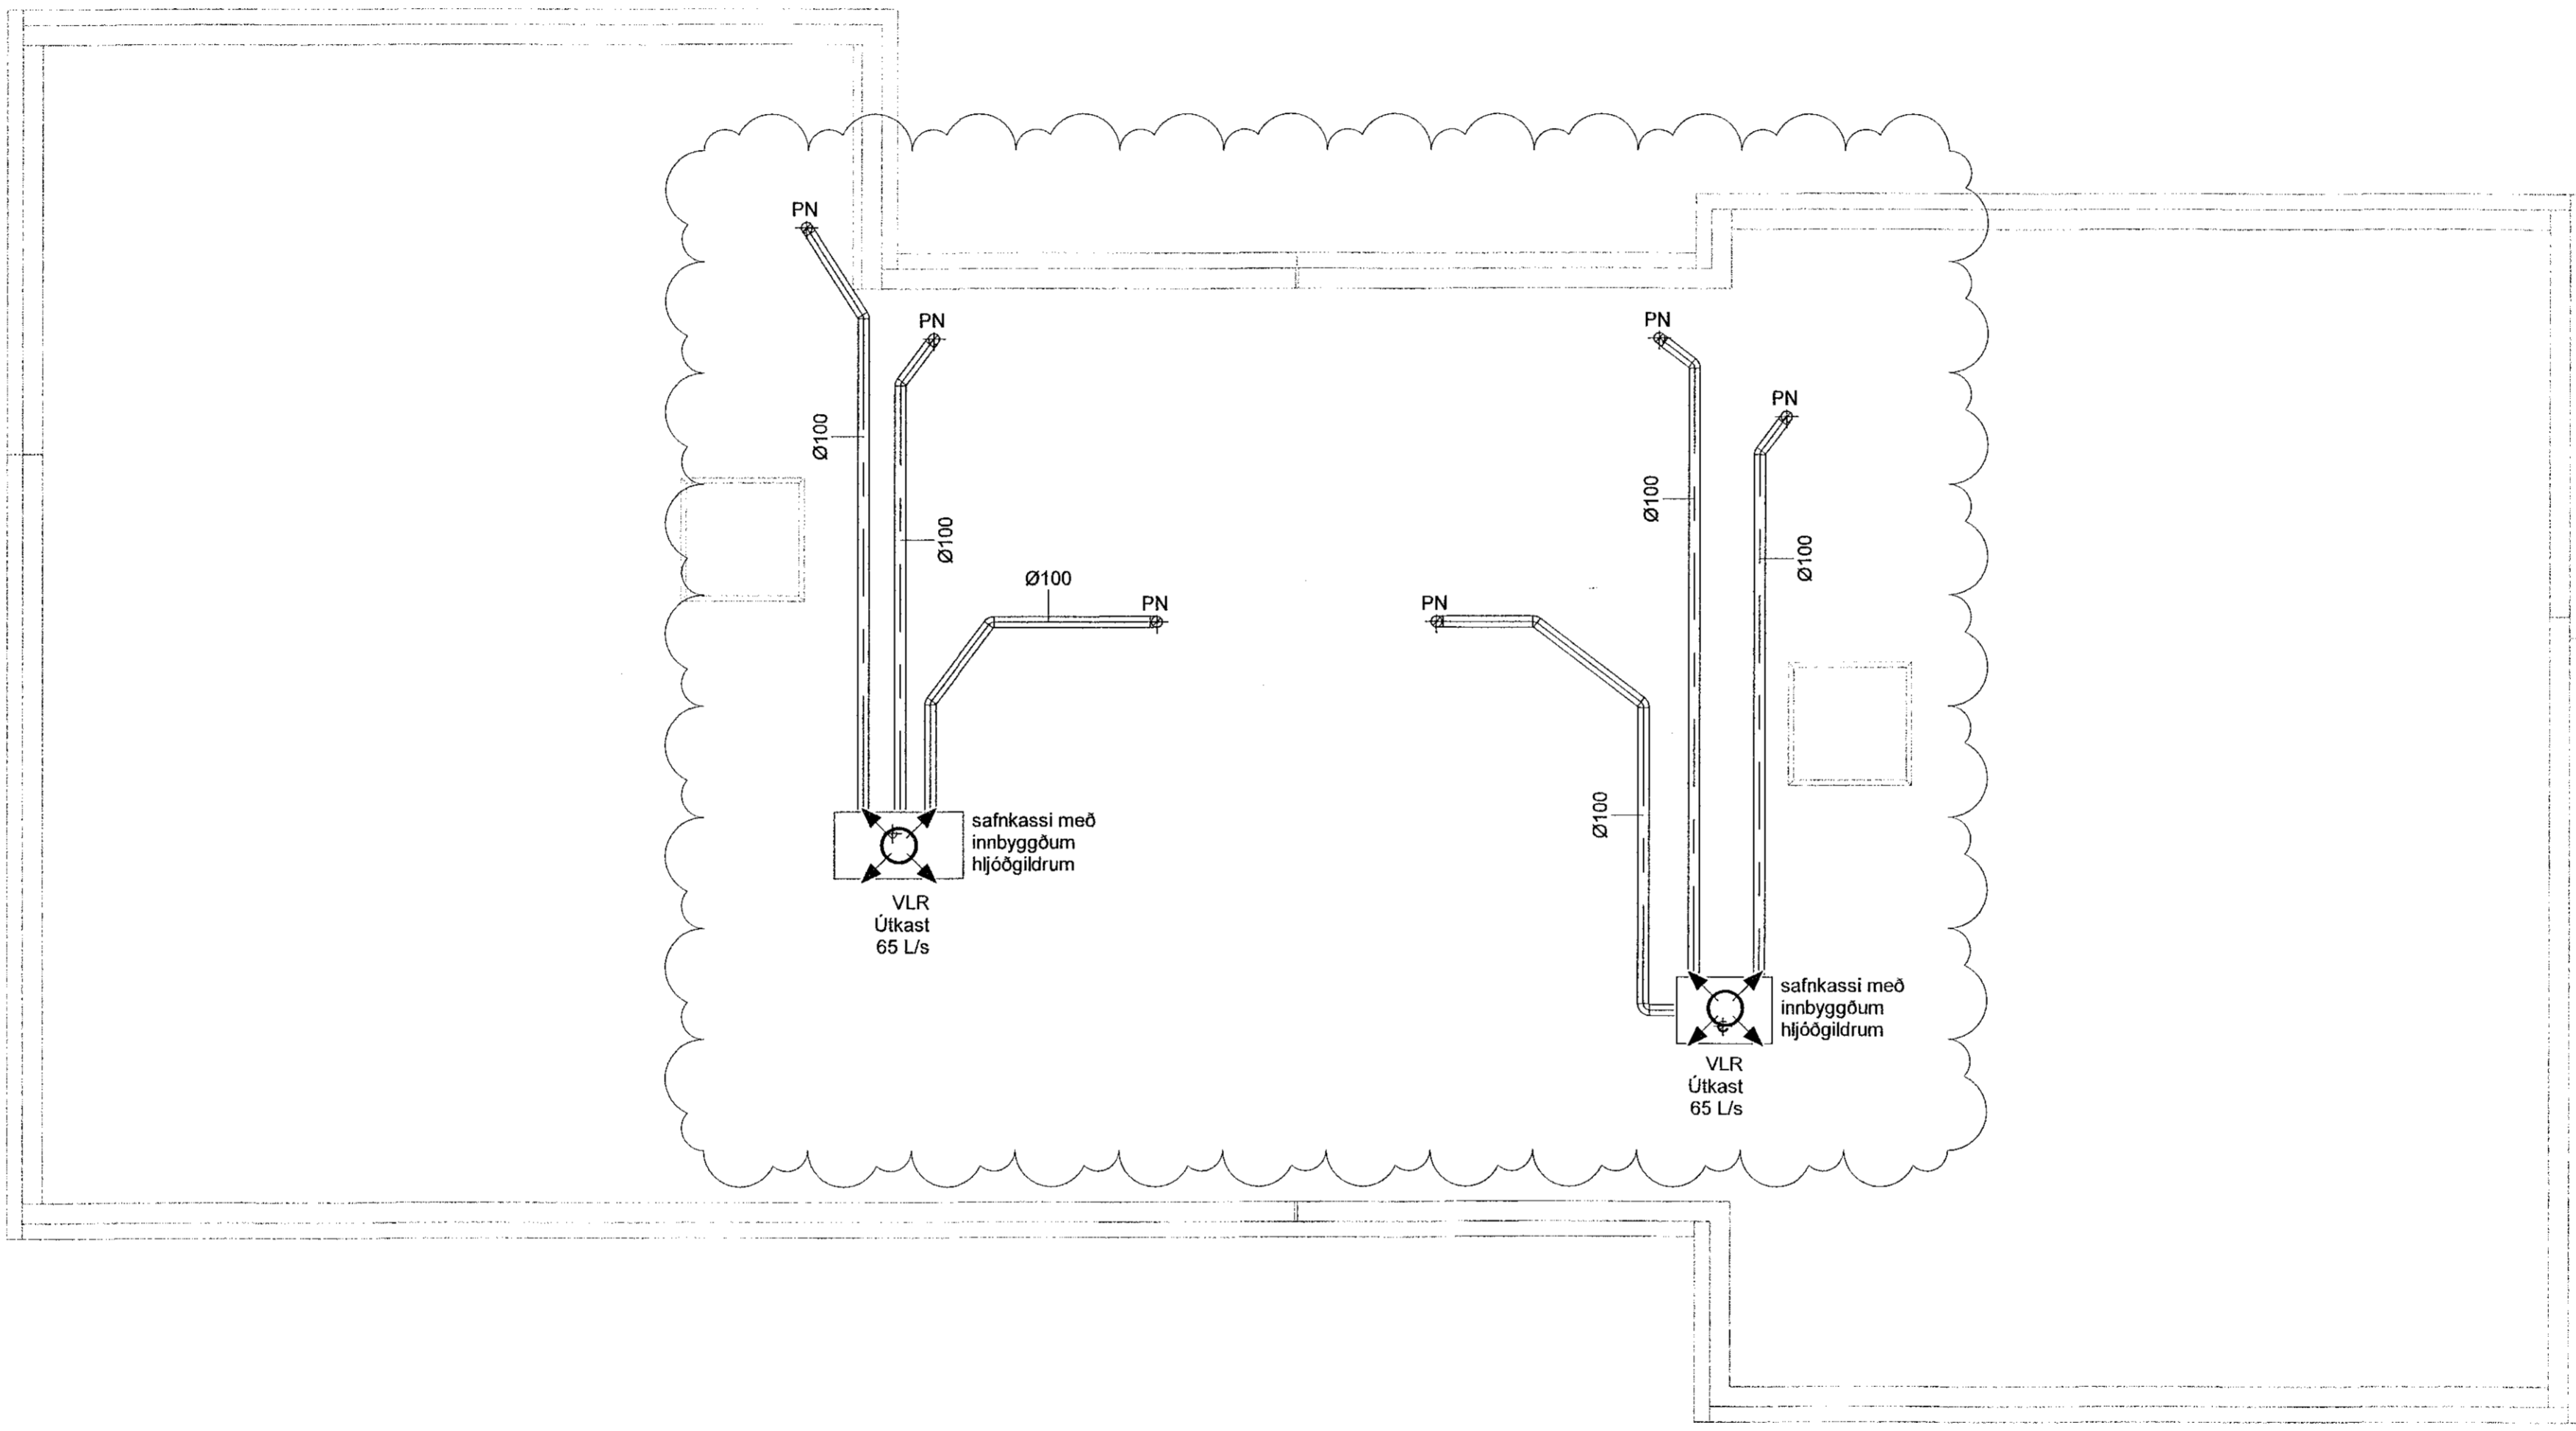 PN
PN
PN
PN
Ø100
Ø100
Ø100
Ø100
Ø100
PN
PN
Ø100
safnkassi með
innbyggðum
hljóðgildrum
VLR
Útkast
65 L/s
safnkassi með
innbyggðum
hljóðgildrum
VLR
Útkast
65 L/s